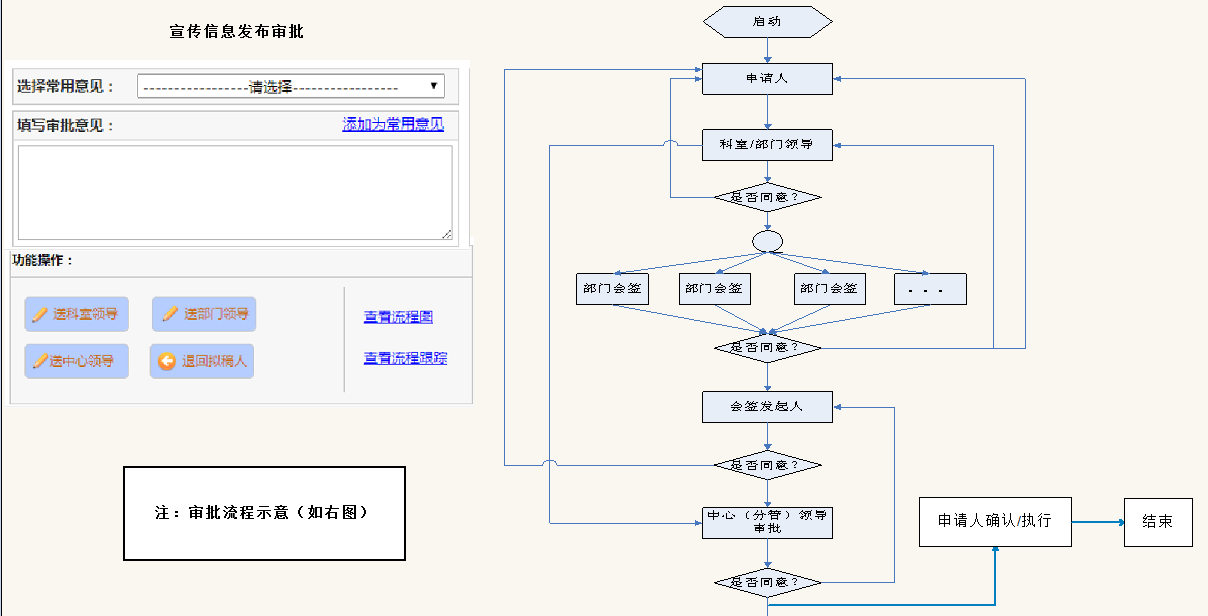 宣传信息发布审批
选择常用意见：
-----------------请选择-----------------
填写审批意见：
添加为常用意见
功能操作：
送科室领导
送部门领导
查看流程图
送中心领导
退回拟稿人
查看流程跟踪
注：审批流程示意（如右图）
启动
申请人
科室/部门领导
是否同意？
部门会签
部门会签
部门会签
. . .
是否同意？
会签发起人
是否同意？
中心（分管）领导
审批
是否同意？
申请人确认/执行
结束